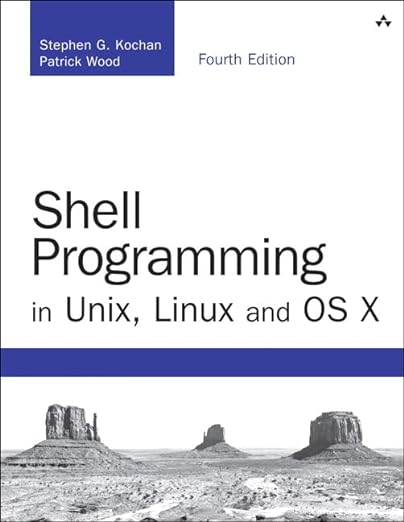 Stephen G. Kochan
Patrick Wood
Fourth Edition
Shell
Programming
in Unix, Linux and OS X